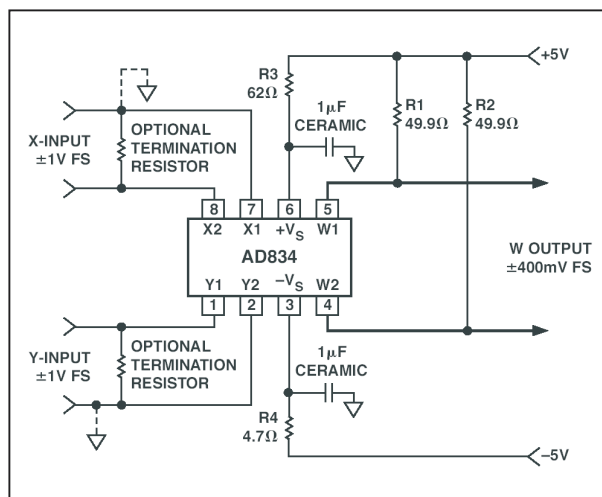 +5V
R3
62Ω
R1
49.9Ω
R2
49.9Ω
1µF
CERAMIC
X-INPUT
±1V FS
OPTIONAL
TERMINATION
RESISTOR
8
7
6
5
X2
X1
+VS
W1
AD834
W OUTPUT
±400mV FS
Y1
Y2
–VS
W2
1
2
3
4
Y-INPUT
±1V FS
OPTIONAL
TERMINATION
RESISTOR
1µF
CERAMIC
R4
4.7Ω
–5V